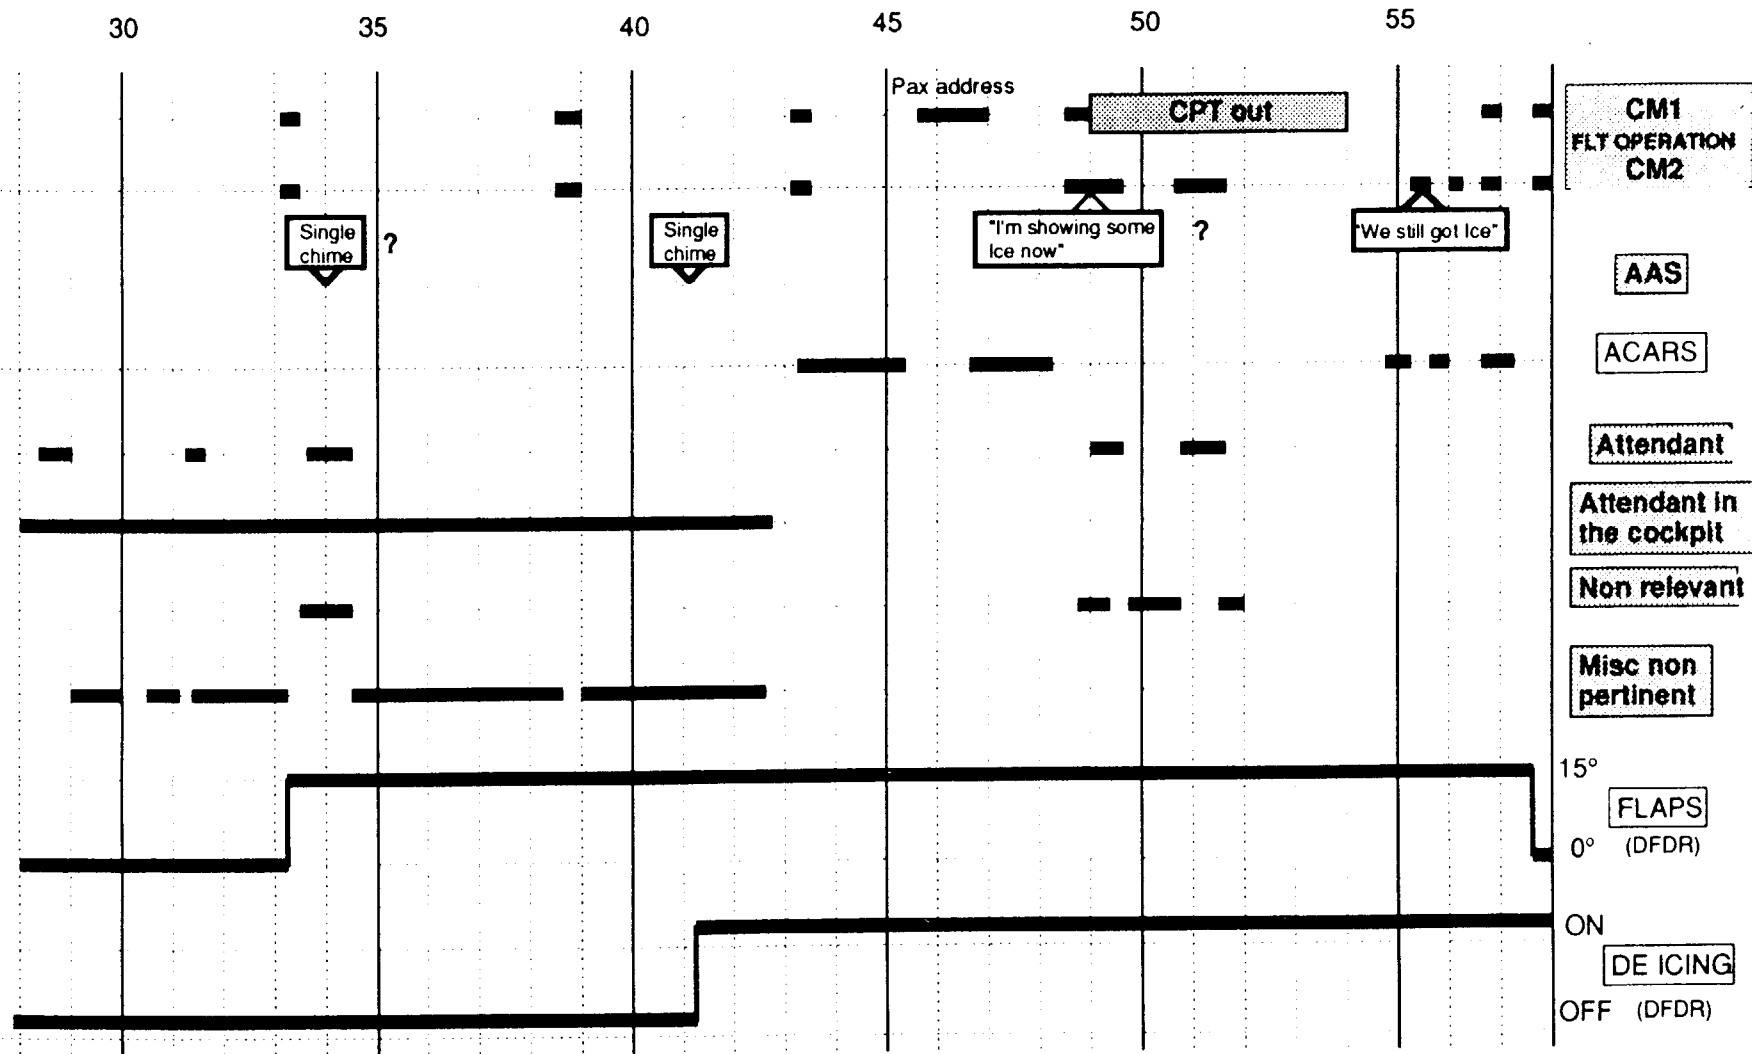 30 35 40 45 50 55
Pax address
CPT out
CM1
FLT OPERATION
CM2
Single
chime
?
Single
chime
"I'm showing some
Ice now"
?
"We still got Ice"
AAS
ACARS
Attendant
Attendant in
the cockpit
Non relevant
Misc non
pertinent
15°
FLAPS
0°
(DFDR)
ON
DE ICING
OFF
(DFDR)